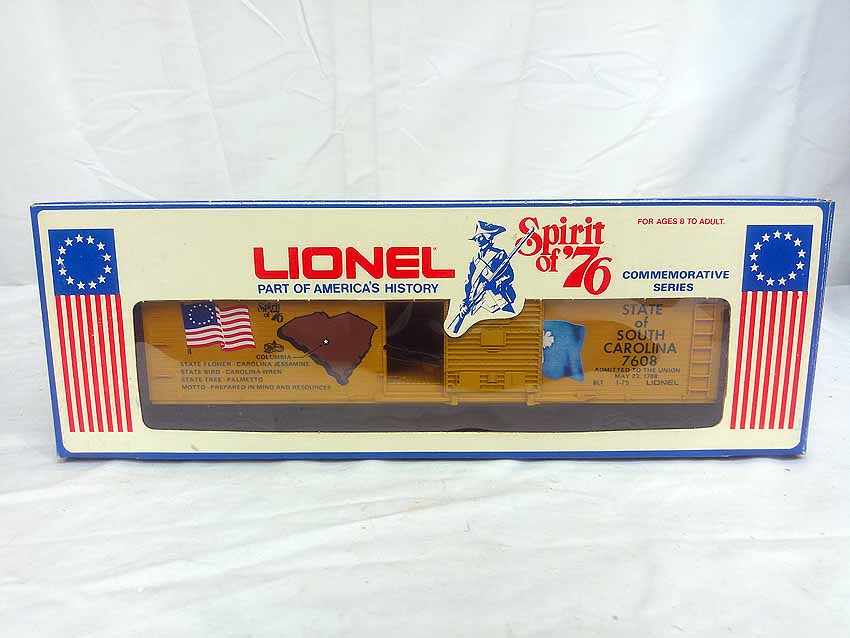 FOR AGES 8 TO ADULT.
LIONEL
PART OF AMERICA'S HISTORY
Spirit
of '76
COMMEMORATIVE
SERIES
Spirit
of '76
COLUMBIA
STATE FLOWER - CAROLINA JESSAMINE
STATE BIRD - CAROLINA WREN
STATE TREE - PALMETTO
MOTTO - PREPARED IN MIND AND RESOURCES
STATE
of
SOUTH
CAROLINA
7608
ADMITTED TO THE UNION
MAY 23, 1788
BLT 1-75 LIONEL